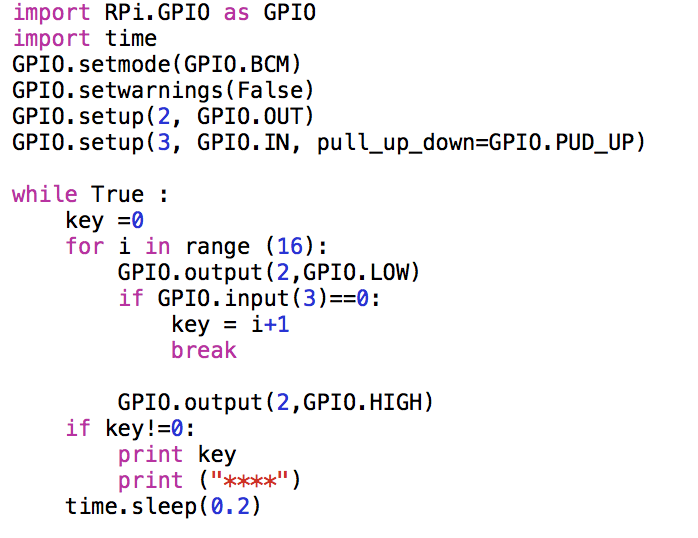 import RPi.GPIO as GPIO
import time
GPIO.setmode(GPIO.BCM)
GPIO.setwarnings(False)
GPIO.setup(2, GPIO.OUT)
GPIO.setup(3, GPIO.IN, pull_up_down=GPIO.PUD_UP)

while True :
    key =0
    for i in range (16):
        GPIO.output(2,GPIO.LOW)
        if GPIO.input(3)==0:
            key = i+1
            break

        GPIO.output(2,GPIO.HIGH)
    if key!=0:
        print key
        print ("****")
    time.sleep(0.2)